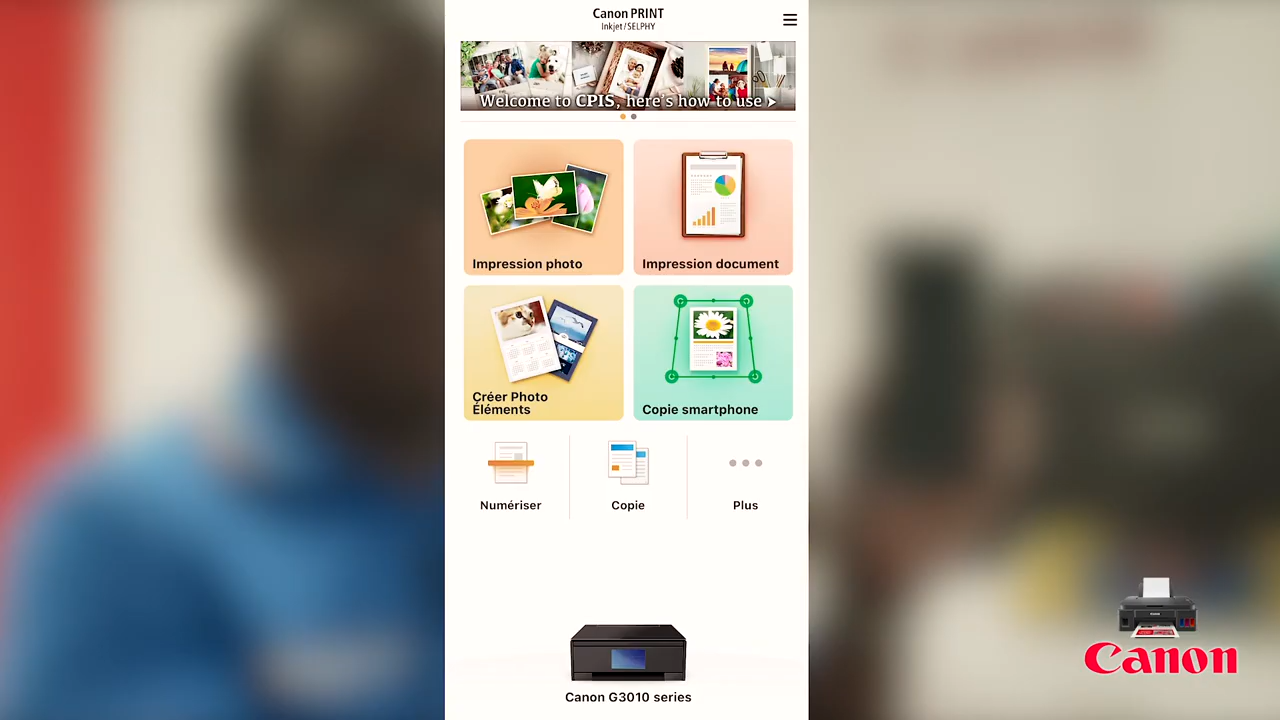 Canon PRINT
Inkjet / SELPHY
Welcome to CPIS, here's how to use
Impression photo
Impression document
Créer Photo
Éléments
Copie smartphone
Numériser
Copie
Plus
Canon G3010 series
Canon